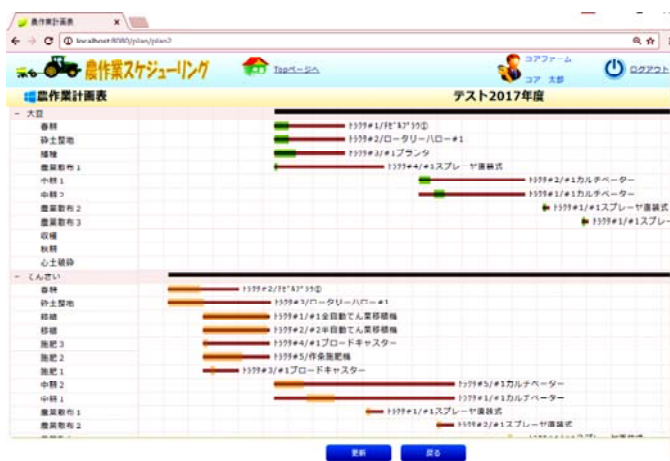 農作業計画表
localhost:8080/plan/plan2
農作業スケジューリング
Topページへ
コアファーム
コア 太郎
ログアウト
農作業計画表
テスト2017年度
− 大豆
春耕
砕土整地
トラクタ#2/ロータリーハロー#1
播種
トラクタ#3/#1プランタ
農薬散布1
トラクタ#4/#1スプレーヤ直装式
中耕1
トラクタ#2/#1カルチベーター
中耕2
トラクタ#1/#1カルチベーター
農薬散布2
トラクタ#1/#1スプレーヤ直装式
農薬散布3
トラクタ#1/#1スプレー
収穫
秋耕
心土破砕
− てんさい
春耕
砕土整地
トラクタ#3/ロータリーハロー#1
移植
トラクタ#1/#1全自動てん菜移植機
移植
トラクタ#2/#2半自動てん菜移植機
施肥3
トラクタ#4/#1ブロードキャスター
施肥2
トラクタ#5/作条施肥機
施肥1
トラクタ#3/#1ブロードキャスター
中耕2
トラクタ#5/#1カルチベーター
中耕1
トラクタ#1/#1カルチベーター
農薬散布1
トラクタ#1/#1スプレーヤ直装式
農薬散布2
トラクタ#2/#1スプレーヤ直装式
更新
戻る